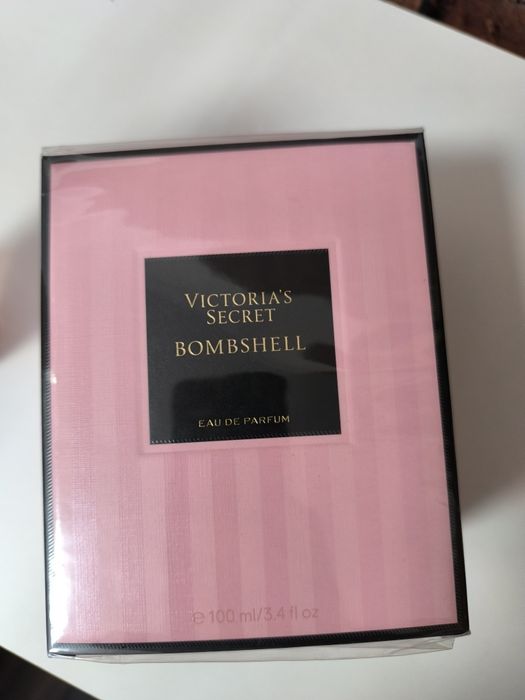 VICTORIA'S
SECRET
BOMBSHELL
EAU DE PARFUM
℮ 100 ml/3.4 fl oz